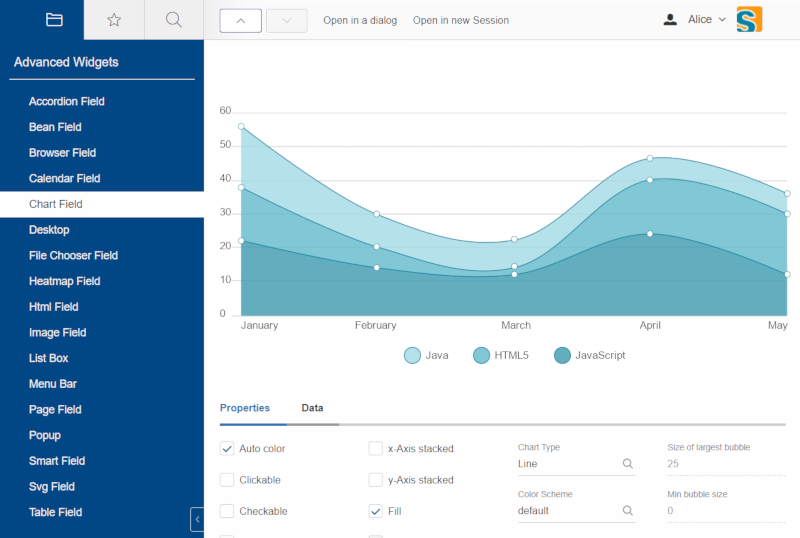 Open in a dialog Open in new Session Alice
Advanced Widgets
Accordion Field
Bean Field
Browser Field
Calendar Field
Chart Field
Desktop
File Chooser Field
Heatmap Field
Html Field
Image Field
List Box
Menu Bar
Page Field
Popup
Smart Field
Svg Field
Table Field
60
50
40
30
20
10
0
January February March April May
Java HTML5 JavaScript
Properties Data
Auto color x-Axis stacked Chart Type Size of largest bubble
Line 25
Clickable y-Axis stacked
Color Scheme Min bubble size
Checkable Fill default 0